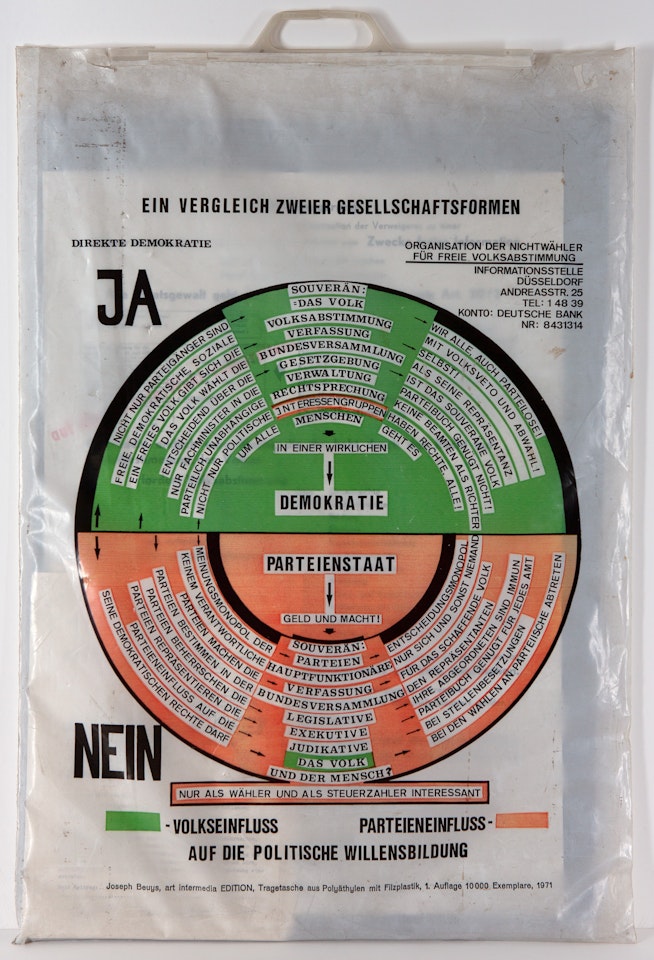 EIN VERGLEICH ZWEIER GESELLSCHAFTSFORMEN
DIREKTE DEMOKRATIE
JA
ORGANISATION DER NICHTWÄHLER
FÜR FREIE VOLKSABSTIMMUNG
INFORMATIONSSTELLE
DÜSSELDORF
ANDREASSTR. 25
TEL: 1 48 39
KONTO: DEUTSCHE BANK
NR: 8431314
SOUVERÄN:
=DAS VOLK
NICHT NUR PARTEIGÄNGER SIND VOLKSABSTIMMUNG WIR ALLE, AUCH PARTEILOSE!
FREIE, DEMOKRATISCHE SOZIALE VERFASSUNG MIT VOLKSVETO UND ANWALT!
EIN FREIES VOLK GIBT SICH DIE BUNDESVERSAMMLUNG SELBST!
DAS VOLK WÄHLT DIE GESETZGEBUNG ALS SEINE REPRÄSENTANZ
ENTSCHEIDEND ÜBER DIE VERWALTUNG IST DAS SOUVERÄNE VOLK
NUR FACHMINISTER IN DIE RECHTSPRECHUNG PARTEIBUCH GENÜGT NICHT!
PARTEILICH UNABHÄNGIGE INTERESSENGRUPPEN KEINE BEAMTEN ALS RICHTER
NICHT NUR POLITISCHE MENSCHEN HABEN RECHTE ALLE!
UM ALLE GEHT ES
IN EINER WIRKLICHEN
DEMOKRATIE
PARTEIENSTAAT
GELD UND MACHT!
SOUVERÄN:
MEINUNGSMONOPOL DER PARTEIEN ENTSCHEIDUNGSMONOPOL
KEINEM VERANTWORTLICHE HAUPTFUNKTIONÄRE NUR SICH UND SONST NIEMAND
PARTEIEN MACHEN DIE VERFASSUNG FÜR DAS SCHAFFENDE VOLK
PARTEIEN BESTIMMEN IN DER BUNDESVERSAMMLUNG DEN REPRÄSENTANTEN
PARTEIEN BEHERRSCHEN DIE LEGISLATIVE IHRE ABGEORDNETEN SIND IMMUN
PARTEIEN REPRÄSENTIEREN DIE EXEKUTIVE PARTEIBUCH GENÜGT FÜR JEDES AMT
PARTEIENEINFLUSS AUF DIE JUDIKATIVE BEI STELLENBESETZUNGEN
SEINE DEMOKRATISCHEN RECHTE DARF DAS VOLK BEI DEN WAHLEN AN PARTEIISCHE ABTRETEN
UND DER MENSCH?
NEIN
NUR ALS WÄHLER UND ALS STEUERZAHLER INTERESSANT
-VOLKSEINFLUSS PARTEIENEINFLUSS-
AUF DIE POLITISCHE WILLENSBILDUNG
Joseph Beuys, art intermedia EDITION, Tragetasche aus Polyäthylen mit Filzplastik, 1. Auflage 10000 Exemplare, 1971